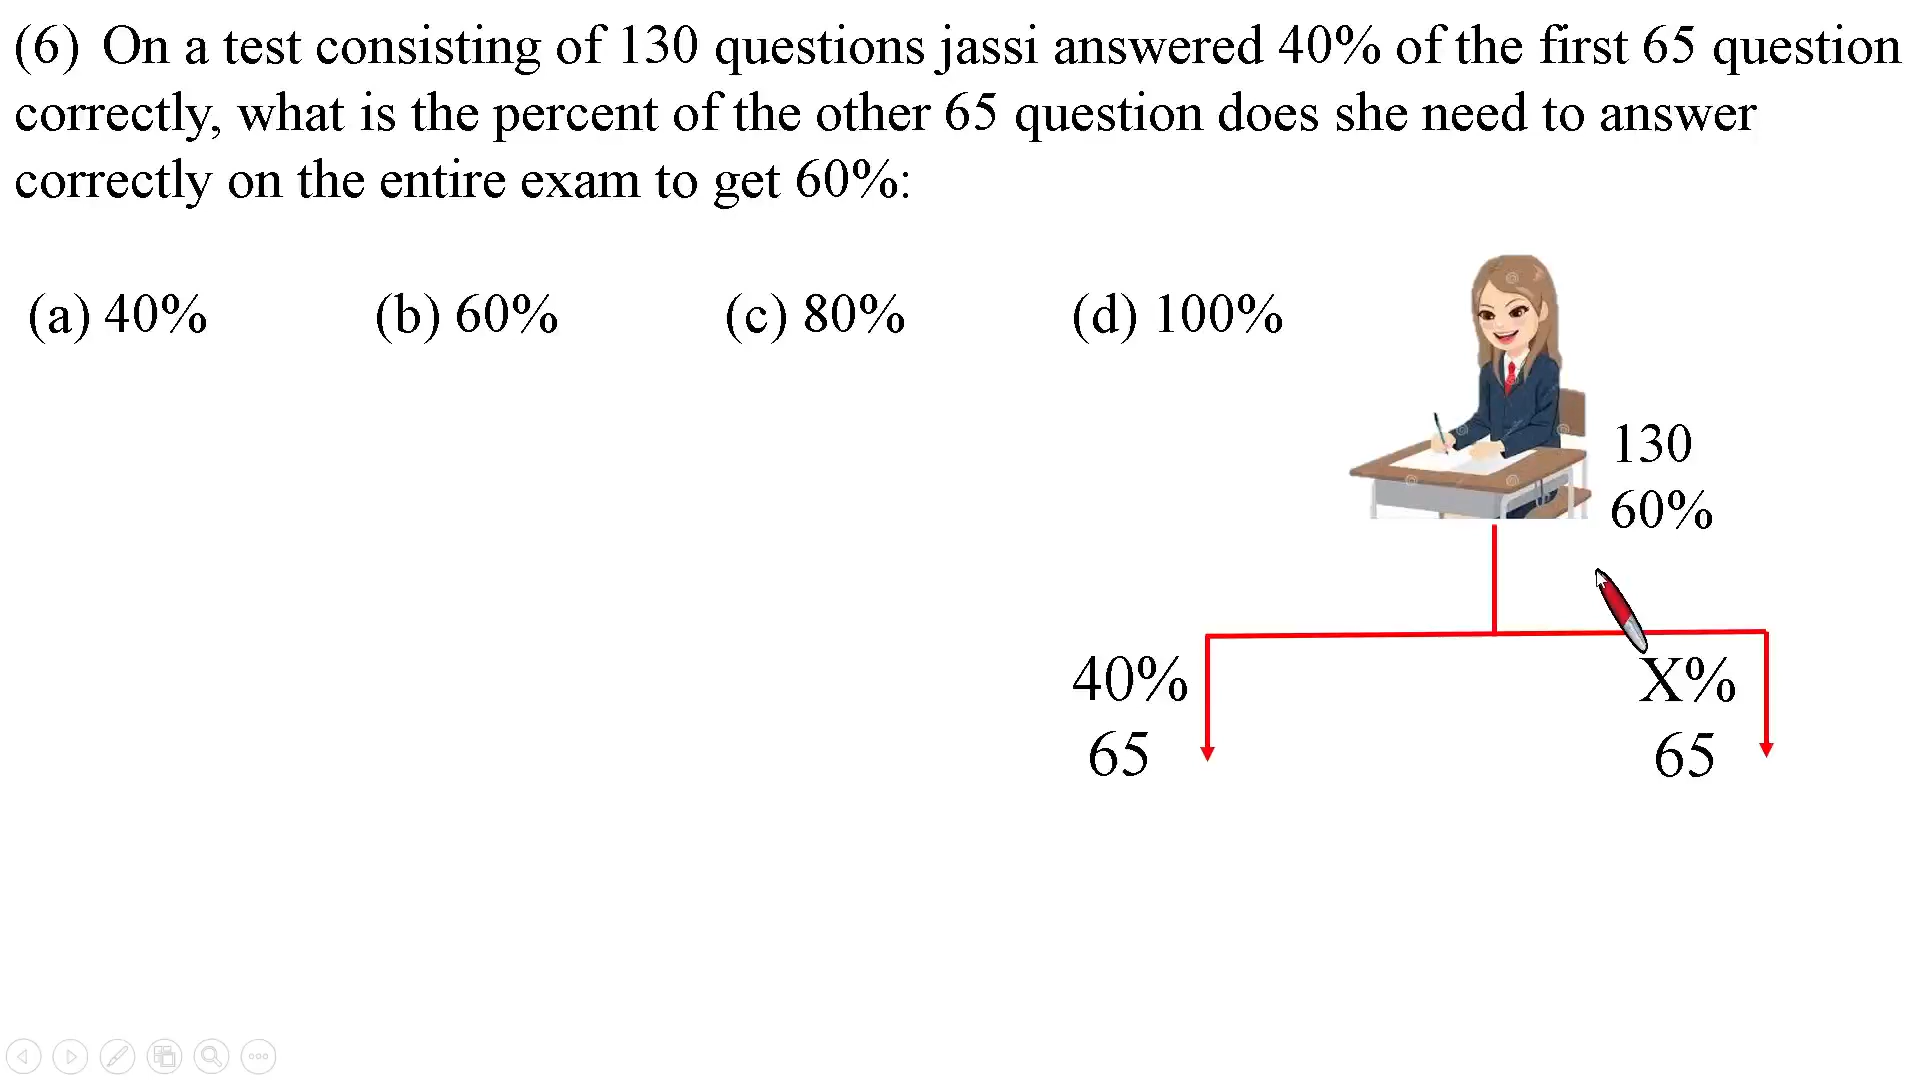 (6) On a test consisting of 130 questions jassi answered 40% of the first 65 question
correctly, what is the percent of the other 65 question does she need to answer
correctly on the entire exam to get 60%:
(a) 40% (b) 60% (c) 80% (d) 100%
130
60%
40% X%
65 65